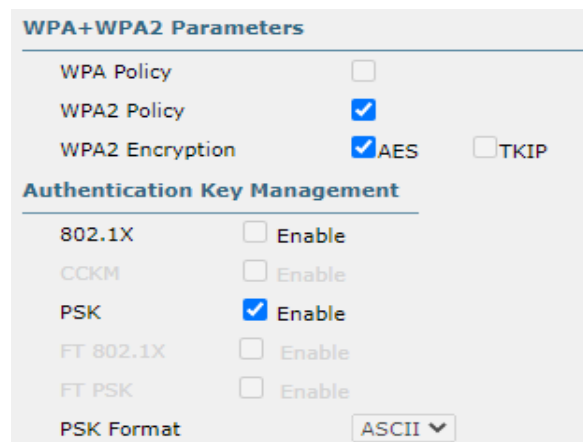 WPA+WPA2 Parameters
WPA Policy
WPA2 Policy
WPA2 Encryption AES TKIP
Authentication Key Management
802.1X Enable
CCKM Enable
PSK Enable
FT 802.1X Enable
FT PSK Enable
PSK Format ASCII